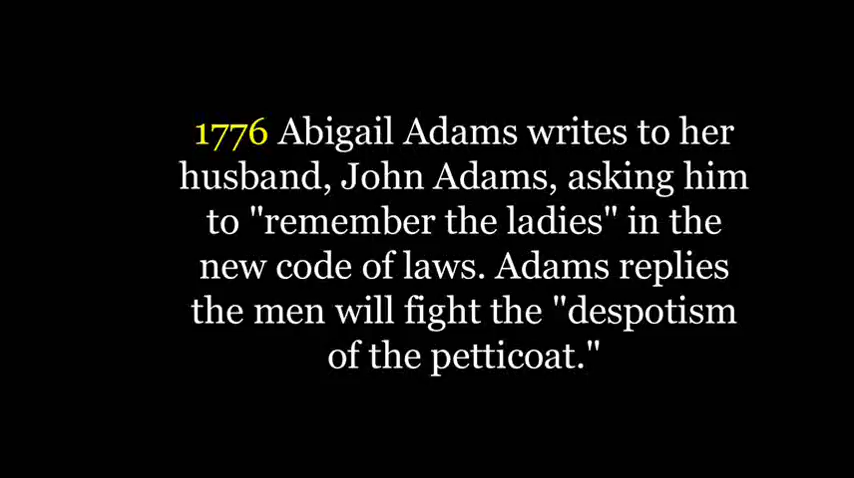 1776 Abigail Adams writes to her
husband, John Adams, asking him
to "remember the ladies" in the
new code of laws. Adams replies
the men will fight the "despotism
of the petticoat."